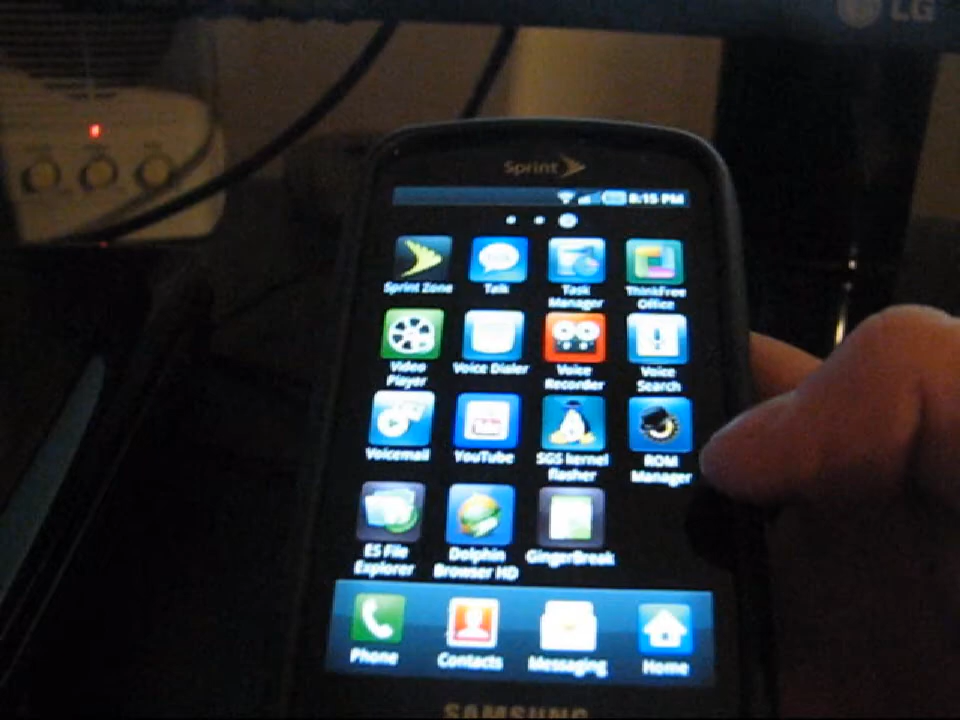 LG
Sprint
8:15 PM
Sprint Zone
Talk
Task
Manager
ThinkFree
Office
Video
Player
Voice Dialer
Voice
Recorder
Voice
Search
Voicemail
YouTube
SGS kernel
flasher
ROM
Manager
ES File
Explorer
Dolphin
Browser HD
GingerBreak
Phone
Contacts
Messaging
Home
SAMSUNG